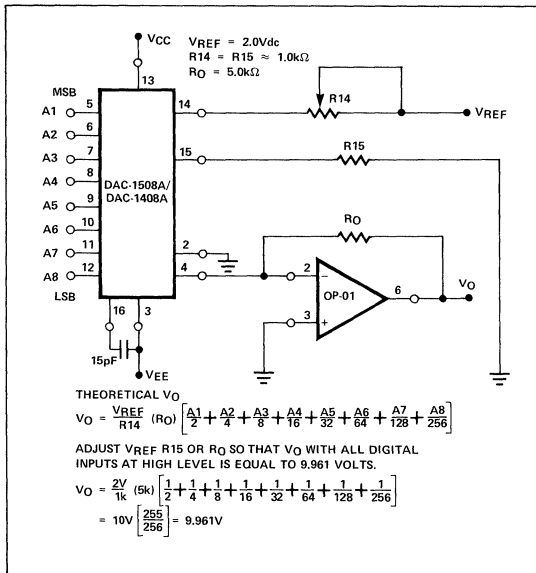 VCC
VREF = 2.0Vdc
R14 = R15 ≈ 1.0kΩ
RO = 5.0kΩ
13
MSB
A1 5
A2 6
A3 7
A4 8
A5 9
A6 10
A7 11
A8 12
LSB
DAC-1508A/
DAC-1408A
14
R14
VREF
15
R15
RO
2
4
2
−
OP-01
6
VO
3
+
16
3
15pF
VEE
THEORETICAL VO
VO = VREF/R14 (RO) [A1/2 + A2/4 + A3/8 + A4/16 + A5/32 + A6/64 + A7/128 + A8/256]
ADJUST VREF R15 OR RO SO THAT VO WITH ALL DIGITAL
INPUTS AT HIGH LEVEL IS EQUAL TO 9.961 VOLTS.
VO = 2V/1k (5k) [1/2 + 1/4 + 1/8 + 1/16 + 1/32 + 1/64 + 1/128 + 1/256]
= 10V [255/256] = 9.961V